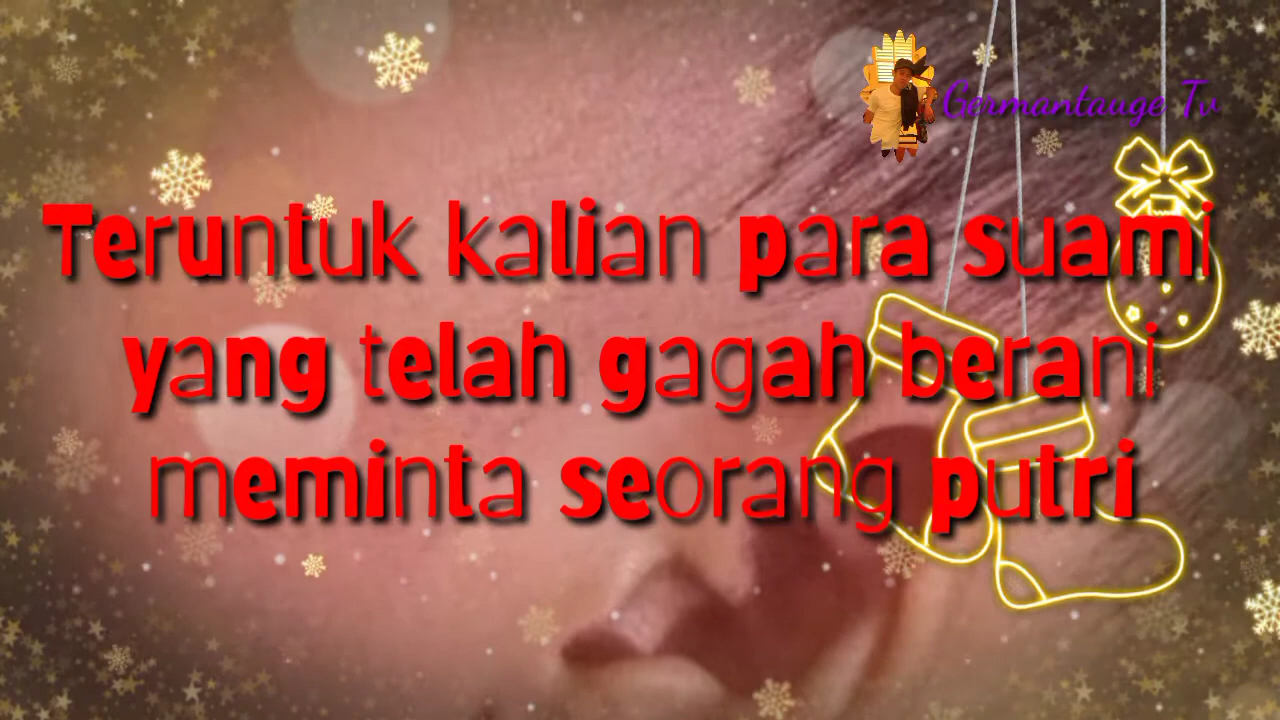 Germantauge Tv
Teruntuk kalian para suami
yang telah gagah berani
meminta seorang putri